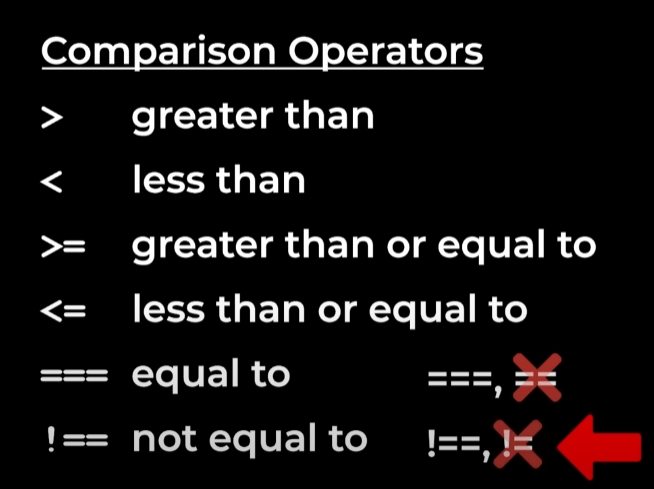 Comparison Operators
> greater than
< less than
>= greater than or equal to
<= less than or equal to
=== equal to ===, ==
!== not equal to !==, !=